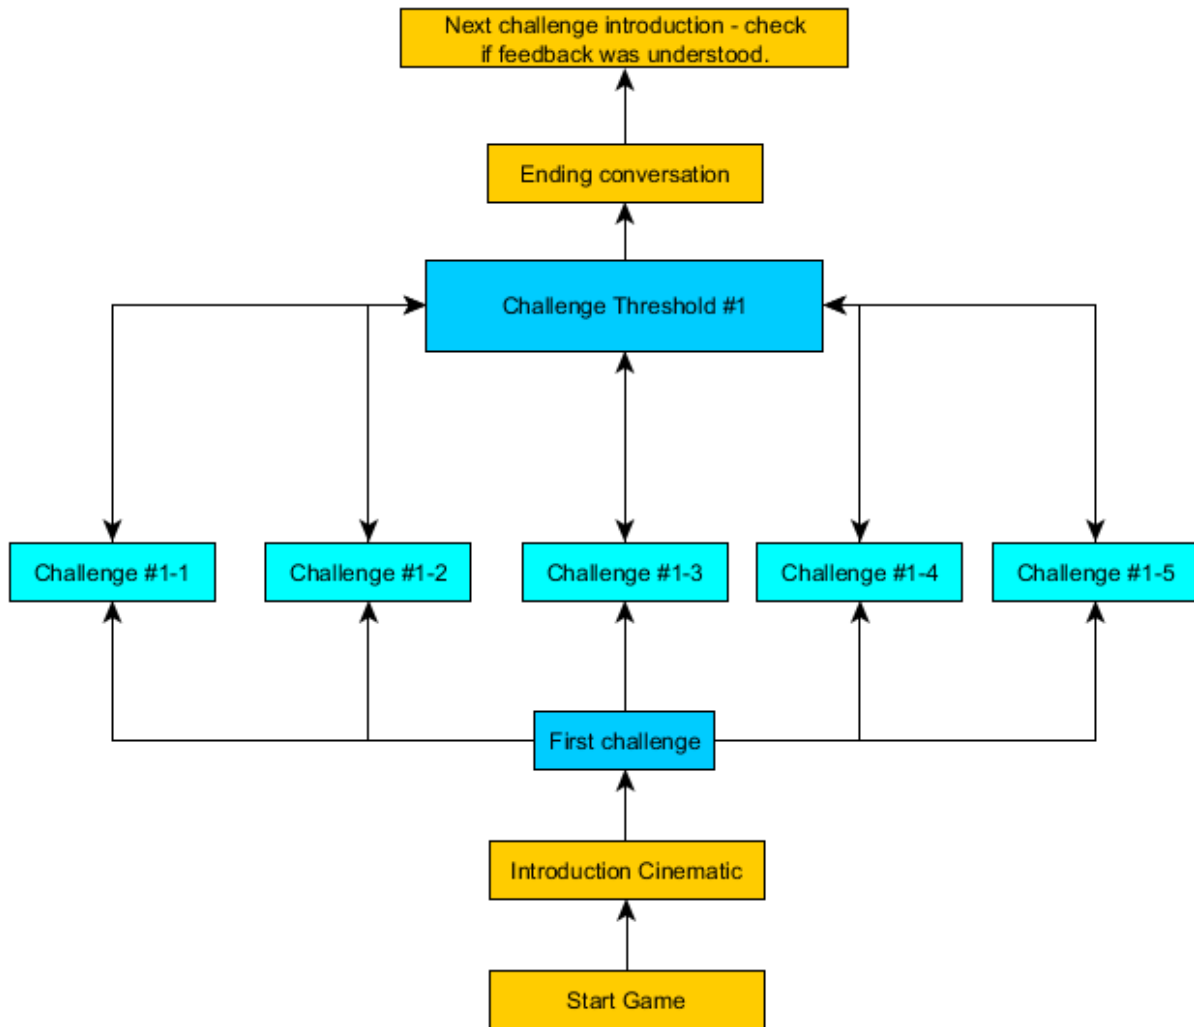 Next challenge introduction - check
if feedback was understood.
Ending conversation
Challenge Threshold #1
Challenge #1-1
Challenge #1-2
Challenge #1-3
Challenge #1-4
Challenge #1-5
First challenge
Introduction Cinematic
Start Game